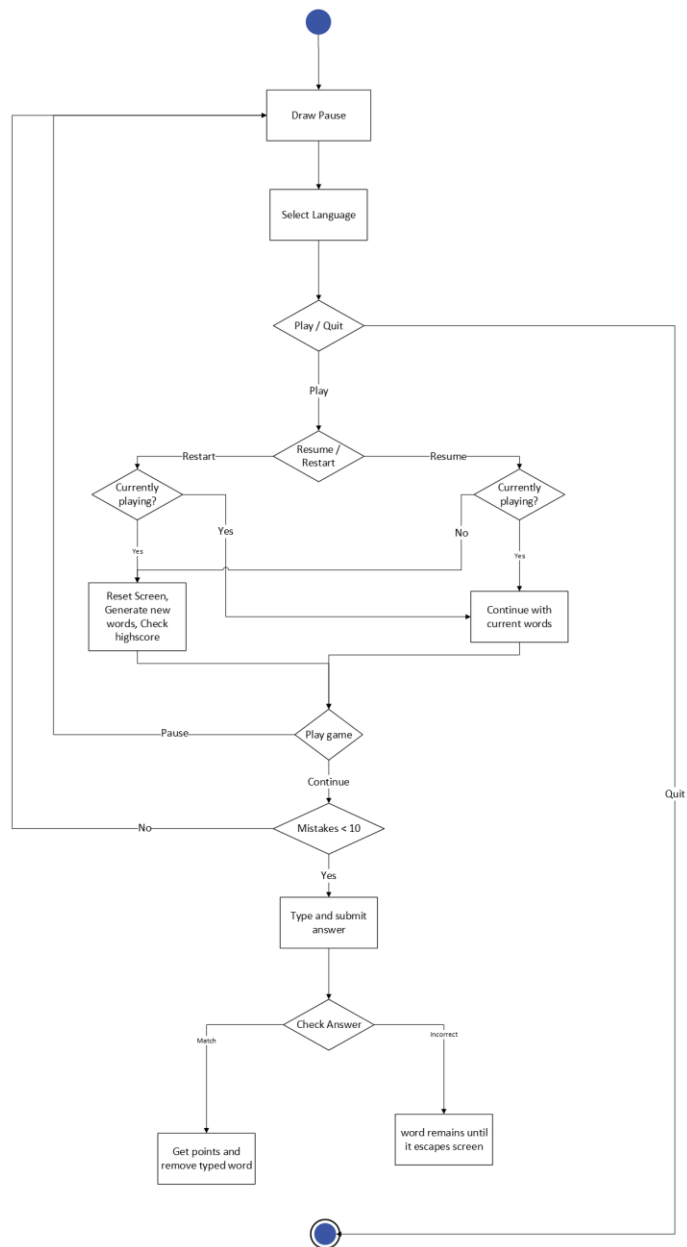 Draw Pause
Select Language
Play / Quit
Play
Resume /
Restart
Restart
Resume
Currently
playing?
Currently
playing?
Yes
No
Yes
Yes
Reset Screen,
Generate new
words, Check
highscore
Continue with
current words
Play game
Pause
Continue
Quit
Mistakes < 10
No
Yes
Type and submit
answer
Check Answer
Match
Incorrect
Get points and
remove typed word
word remains until
it escapes screen